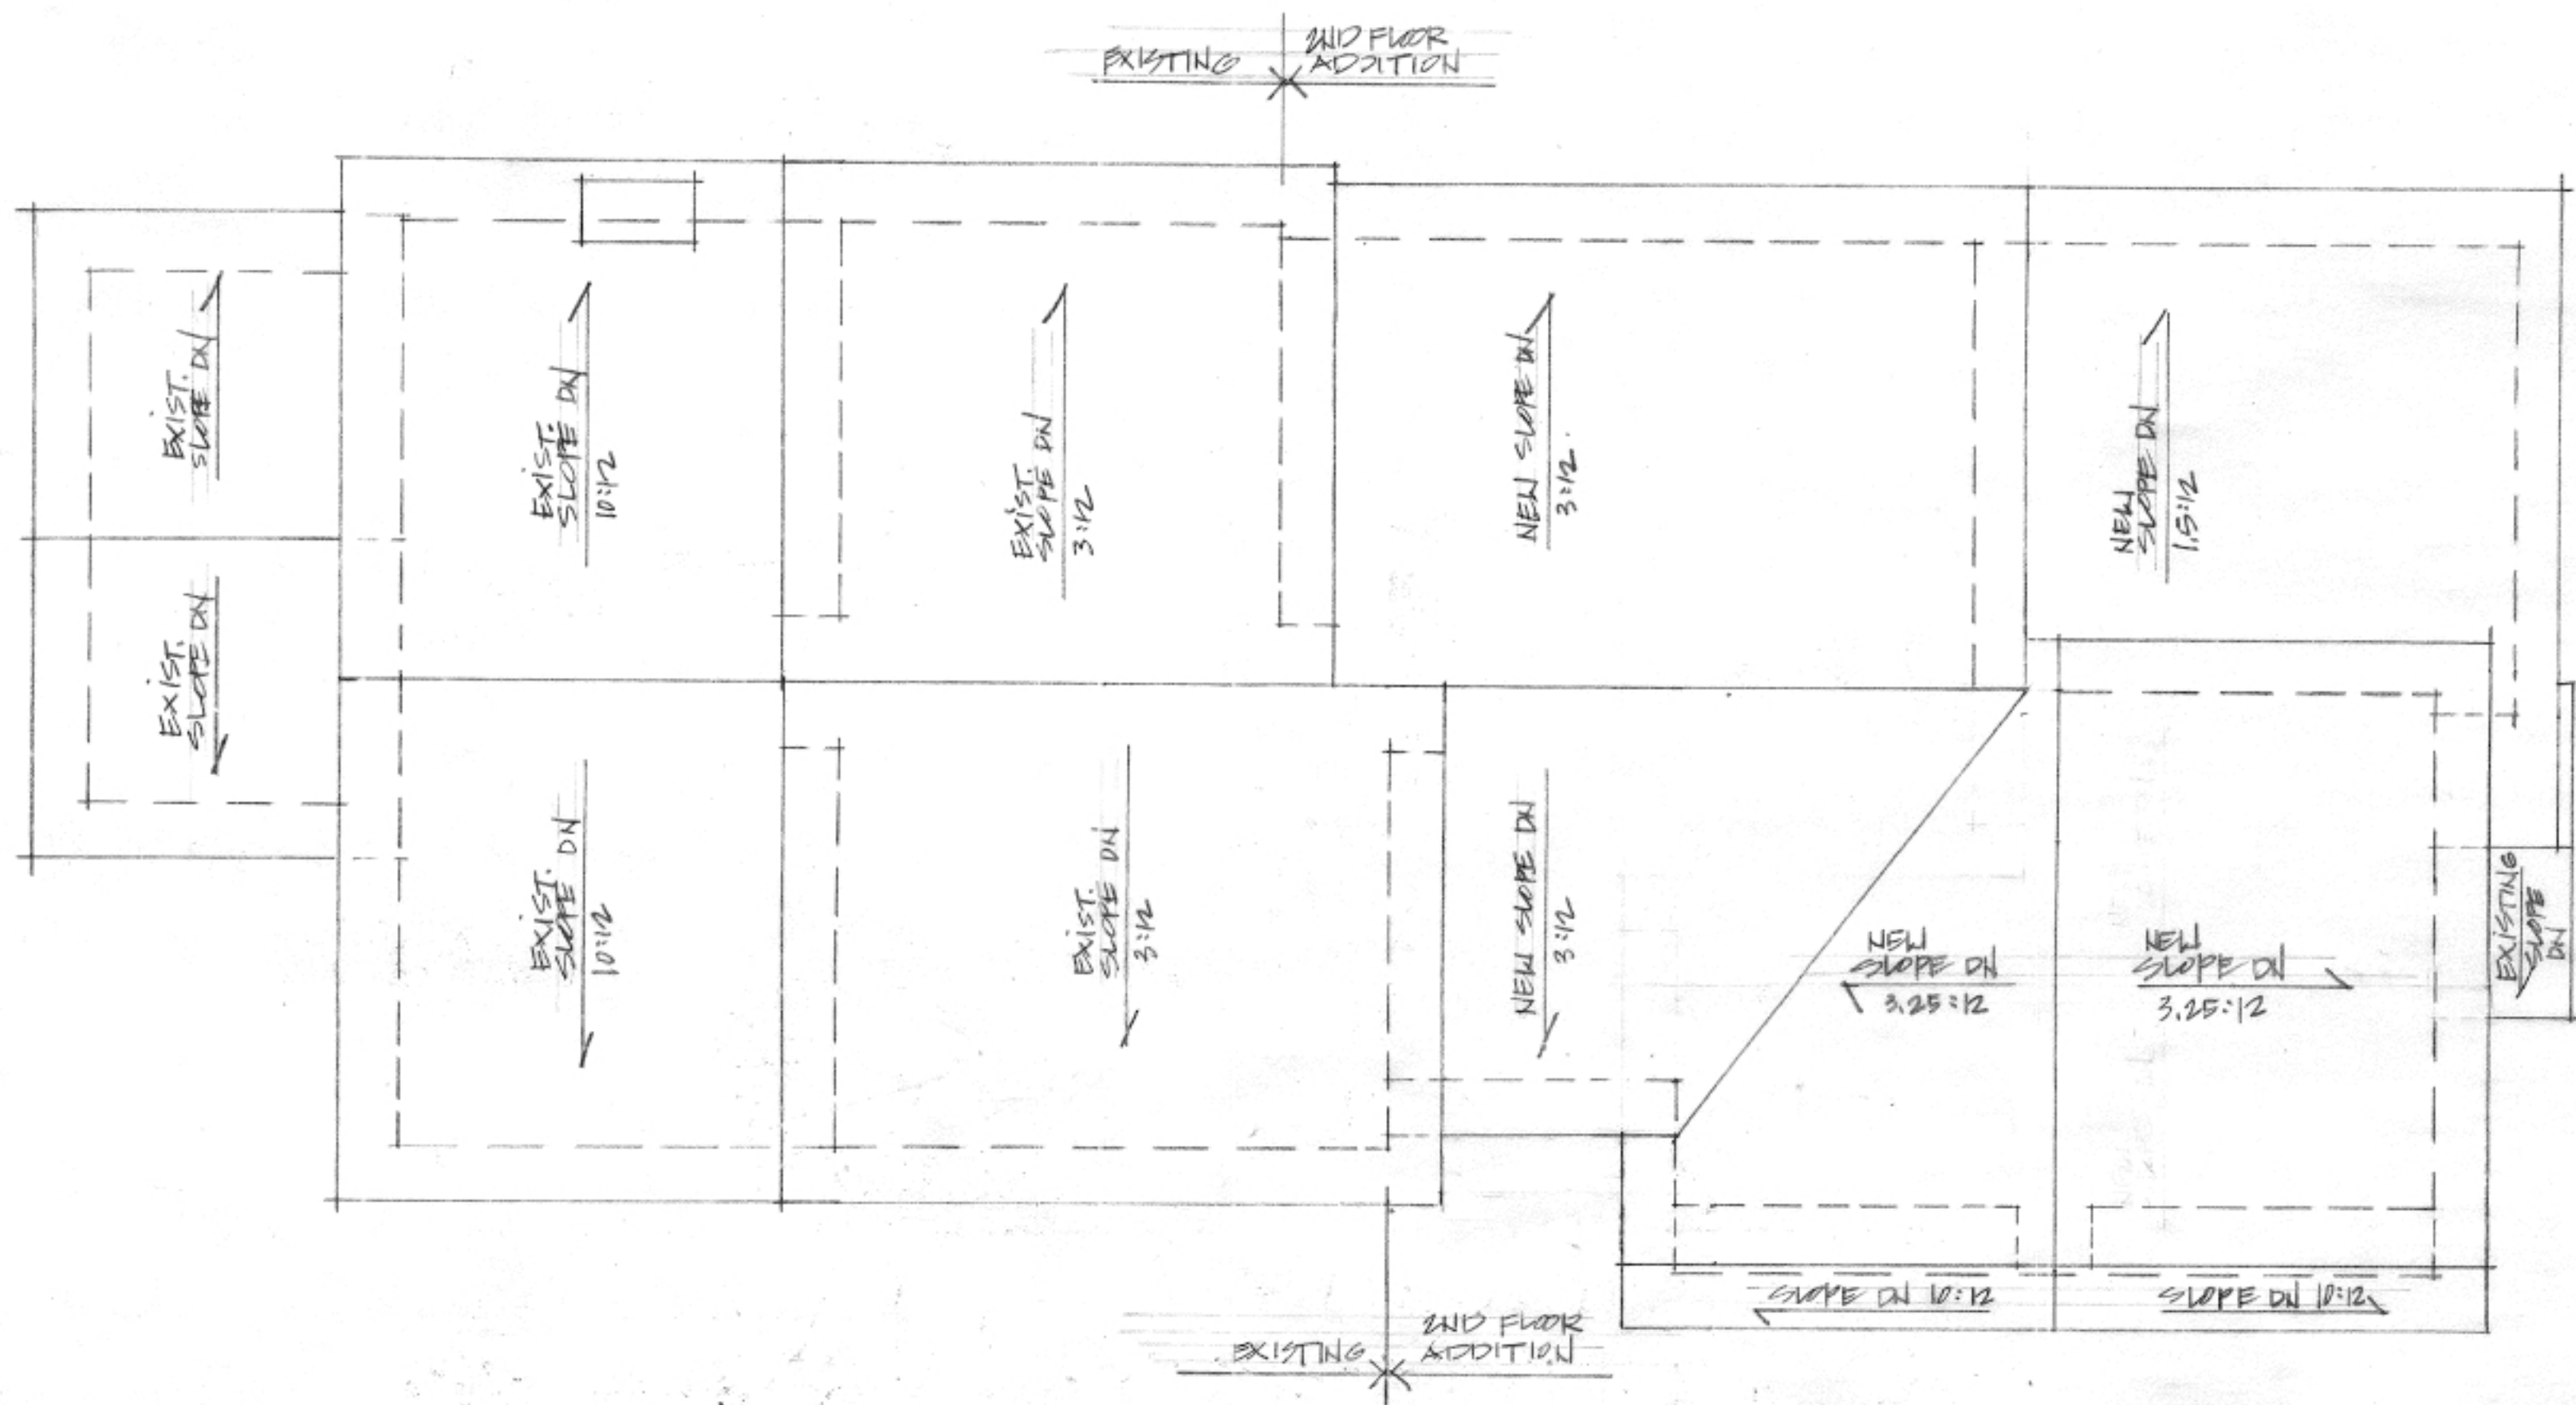 EXISTING
2ND FLOOR
ADDITION
EXIST.
SLOPE DN
EXIST.
SLOPE DN
10:12
EXIST.
SLOPE DN
3:12
NEW SLOPE DN
3:12
NEW
SLOPE DN
1.5:12
EXIST.
SLOPE DN
EXIST.
SLOPE DN
10:12
EXIST.
SLOPE DN
3:12
NEW SLOPE DN
3:12
NEW
SLOPE DN
3.25:12
NEW
SLOPE DN
3.25:12
EXISTING
SLOPE
DN
SLOPE DN 10:12
SLOPE DN 10:12
EXISTING
2ND FLOOR
ADDITION